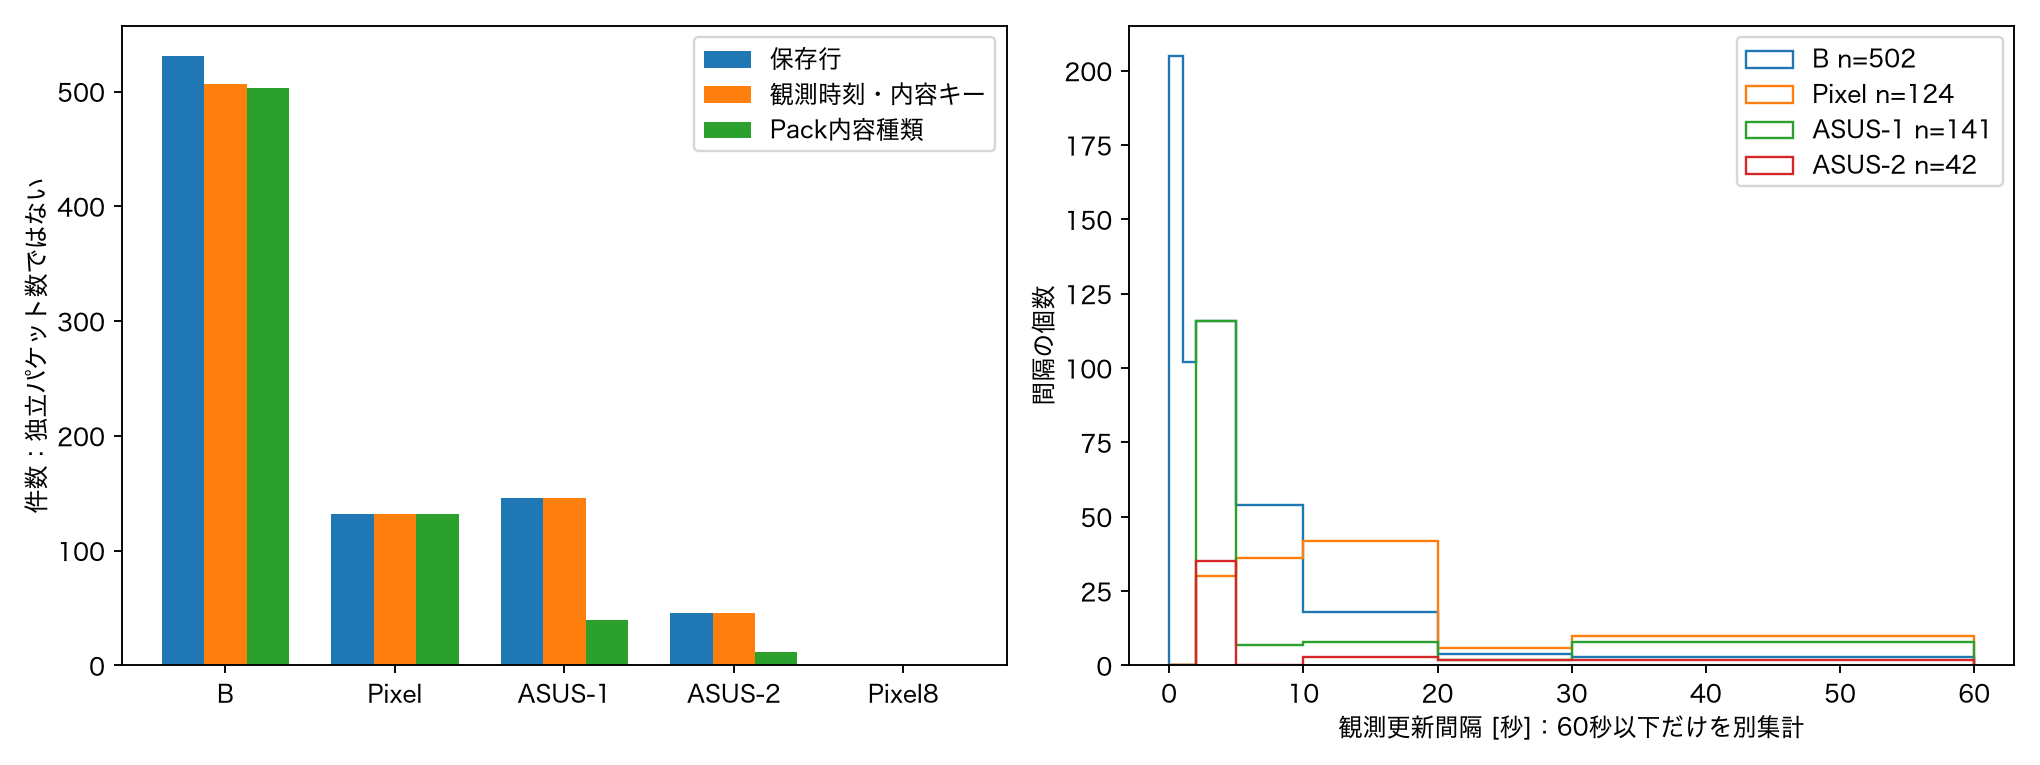 件数：独立パケット数ではない
500
400
300
200
100
0
保存行
観測時刻・内容キー
Pack内容種類
B
Pixel
ASUS-1
ASUS-2
Pixel8
間隔の個数
200
175
150
125
100
75
50
25
0
B n=502
Pixel n=124
ASUS-1 n=141
ASUS-2 n=42
0
10
20
30
40
50
60
観測更新間隔 [秒]：60秒以下だけを別集計